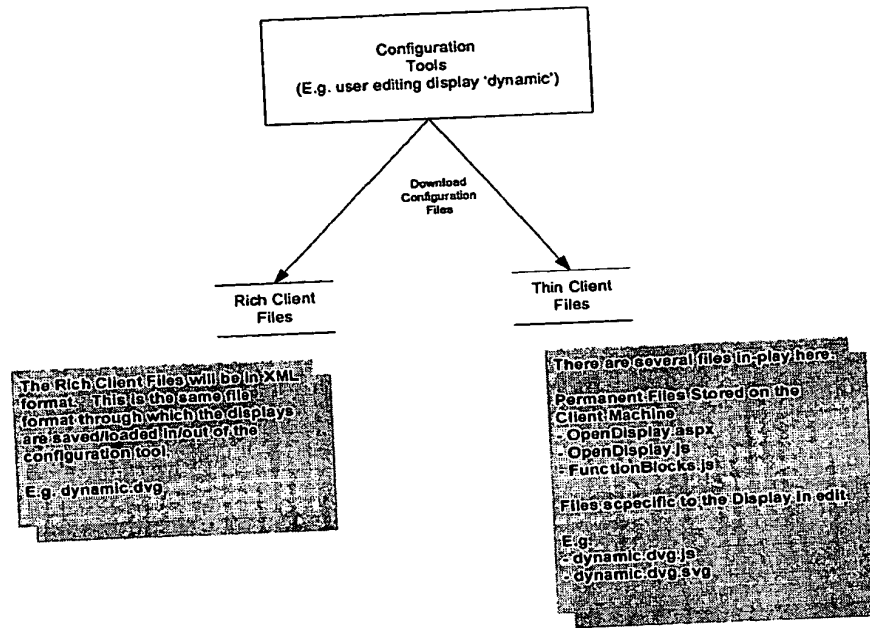 Configuration
Tools
(E.g. user editing display 'dynamic')
Download
Configuration
Files
Rich Client
Files
Thin Client
Files
The Rich Client Files will be in XML
format. This is the same file
format through which the displays
are saved/loaded in/out of the
configuration tool.
E.g. dynamic.dvg
There are several files in-play here.
Permanent Files Stored on the
Client Machine
- OpenDisplay.aspx
- OpenDisplay.js
- FunctionBlocks.js
Files scpecific to the Display in edit.
E.g.
- dynamic.dvg.js
- dynamic.dvg.svg